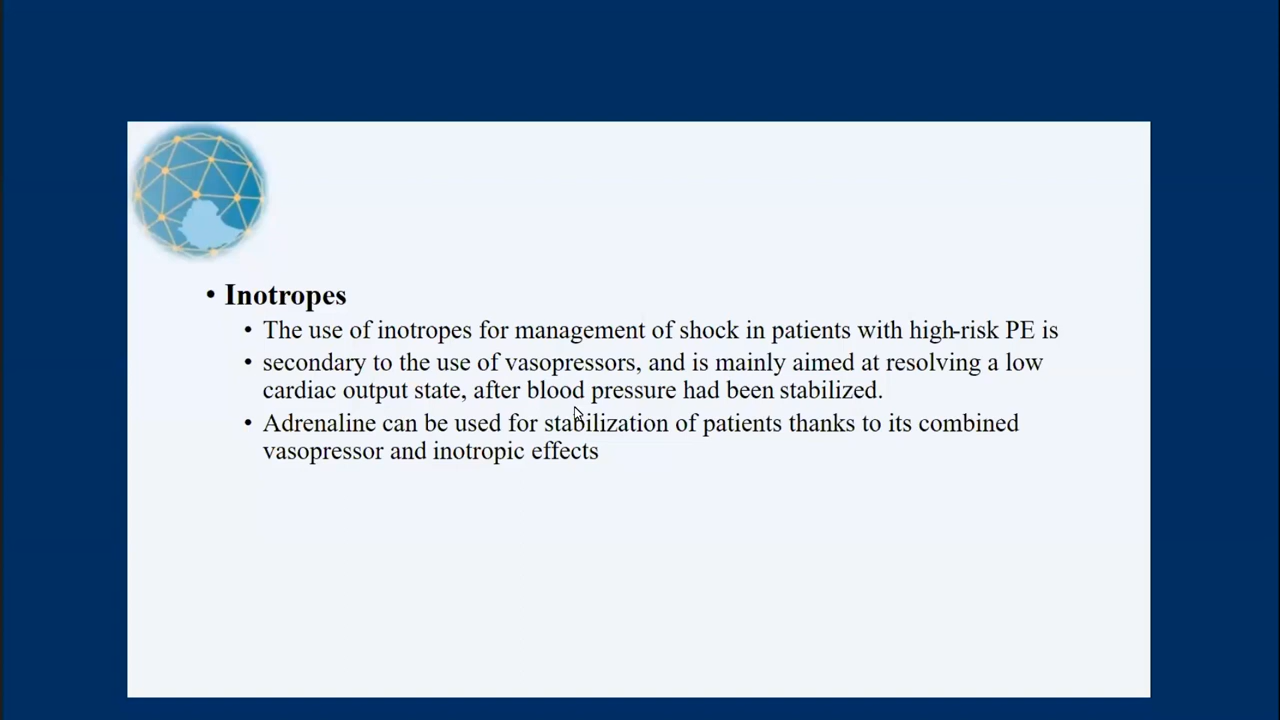 • Inotropes
• The use of inotropes for management of shock in patients with high-risk PE is
• secondary to the use of vasopressors, and is mainly aimed at resolving a low
cardiac output state, after blood pressure had been stabilized.
• Adrenaline can be used for stabilization of patients thanks to its combined
vasopressor and inotropic effects